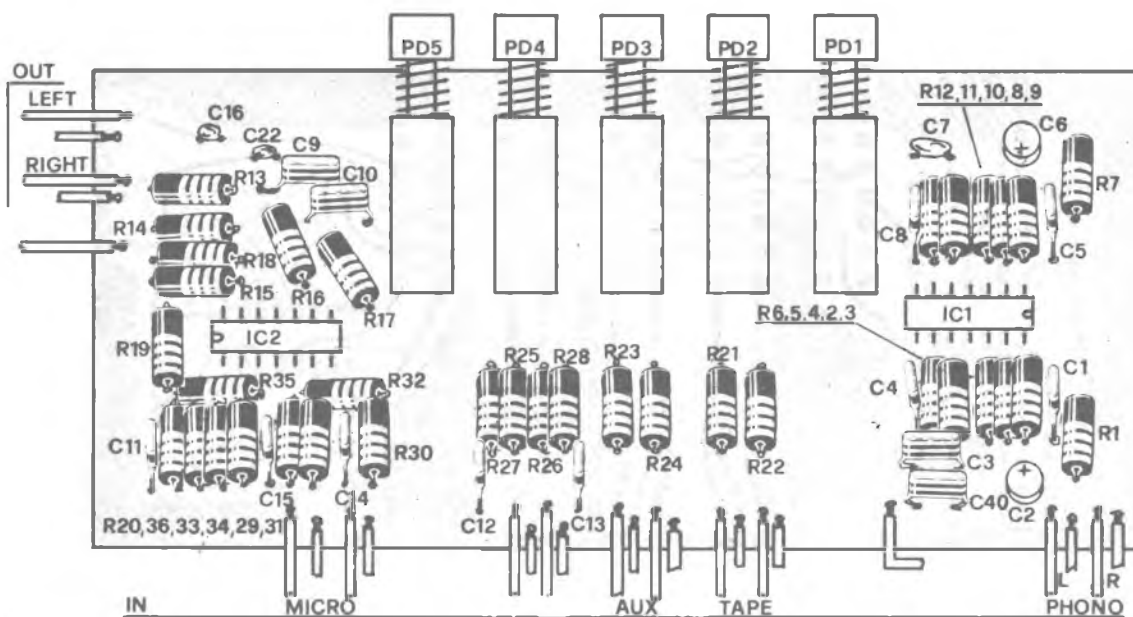 PD5 PD4 PD3 PD2 PD1
OUT
LEFT
R12,11,10,8,9
C16
C7
C6
C22
C9
RIGHT
C10
R13
R7
R14
C8
C5
R18
R15
R16
R17
R6,5,4,2,3
IC1
IC2
R19
R25 R28 R23 R21
R35
R32
C4
C1
C11
R30
R1
R27 R26 R24 R22
C3
C15
C14
C40
C2
C12
C13
R20,36,33,34,29,31
L R
IN MICRO AUX TAPE PHONO